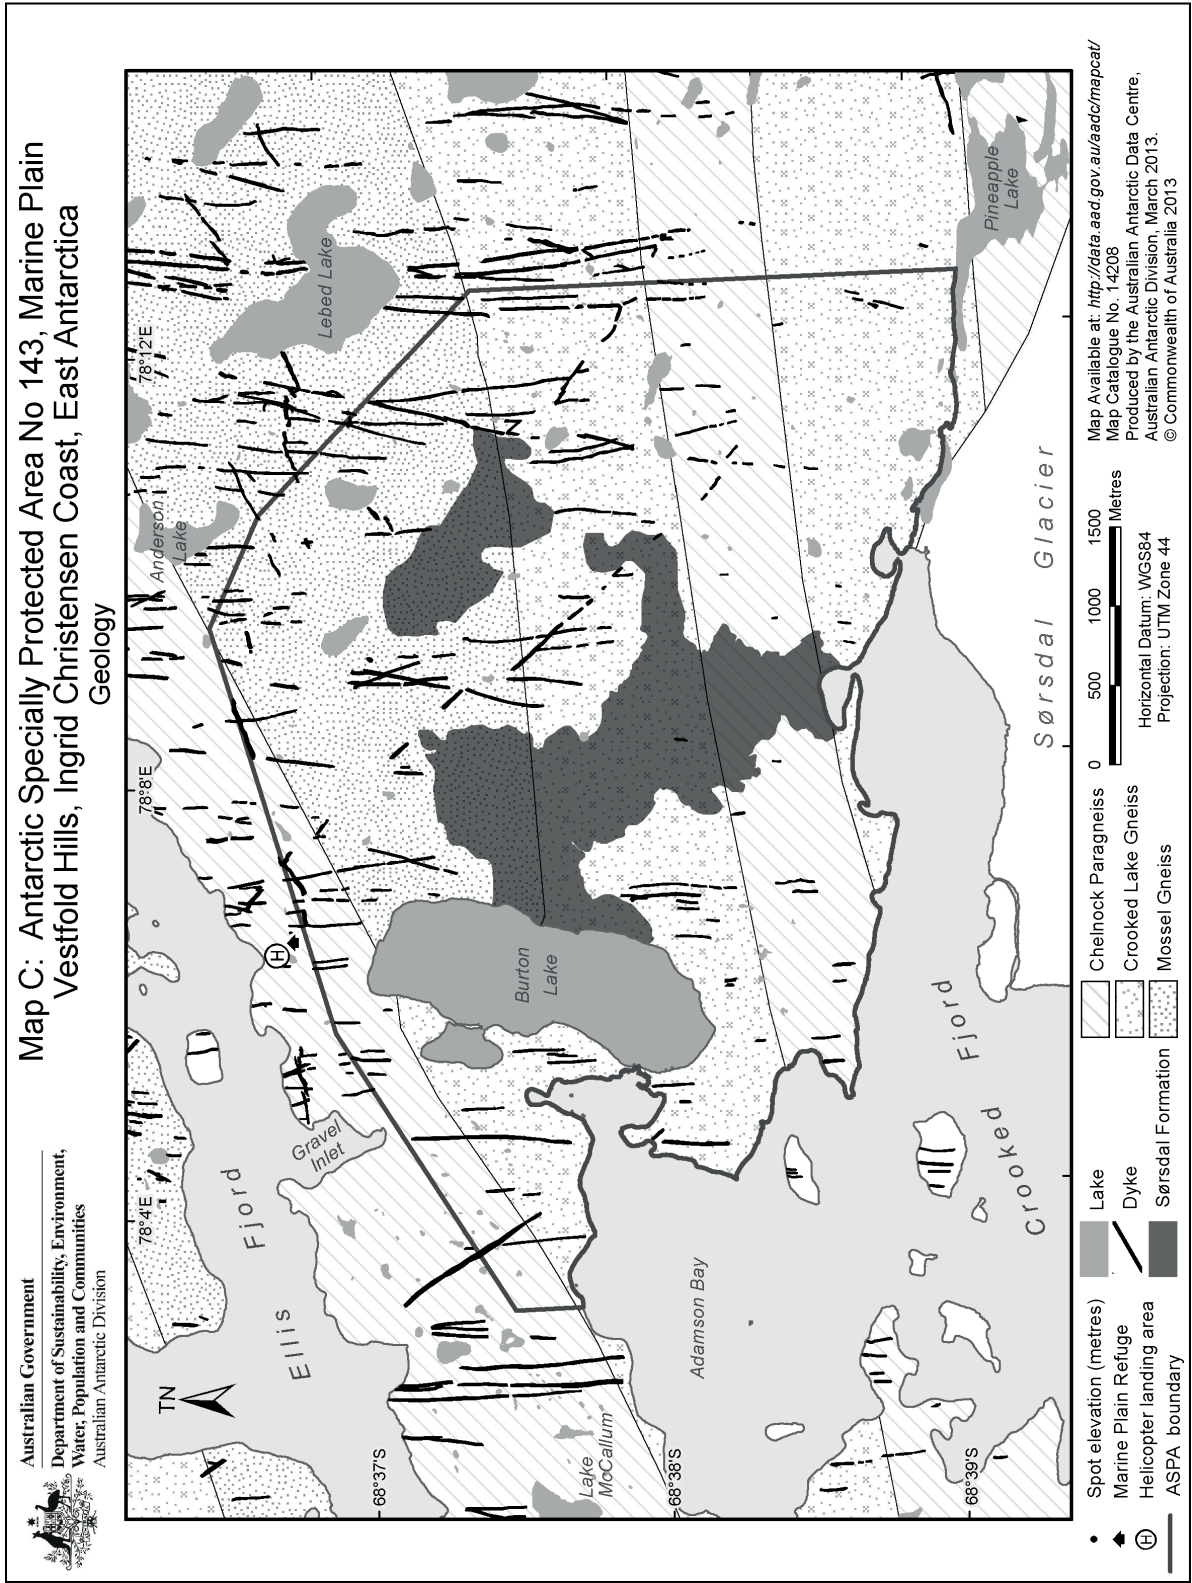 Australian Government
Department of Sustainability, Environment,
Water, Population and Communities
Australian Antarctic Division
Map C: Antarctic Specially Protected Area No 143, Marine Plain
Vestfold Hills, Ingrid Christensen Coast, East Antarctica
Geology
TN
78°4'E
78°8'E
78°12'E
68°37'S
68°38'S
68°39'S
Ellis Fjord
Gravel
Inlet
H
Anderson
Lake
Lebed Lake
Burton
Lake
Lake
McCallum
Adamson Bay
Crooked Fjord
Sørsdal Glacier
Pineapple
Lake
Spot elevation (metres)
Marine Plain Refuge
H
Helicopter landing area
ASPA boundary
Lake
Dyke
Sørsdal Formation
Chelnock Paragneiss
Crooked Lake Gneiss
Mossel Gneiss
0 500 1000 1500
Metres
Horizontal Datum: WGS84
Projection: UTM Zone 44
Map Available at: http://data.aad.gov.au/aadc/mapcat/
Map Catalogue No. 14208
Produced by the Australian Antarctic Data Centre,
Australian Antarctic Division, March 2013.
© Commonwealth of Australia 2013